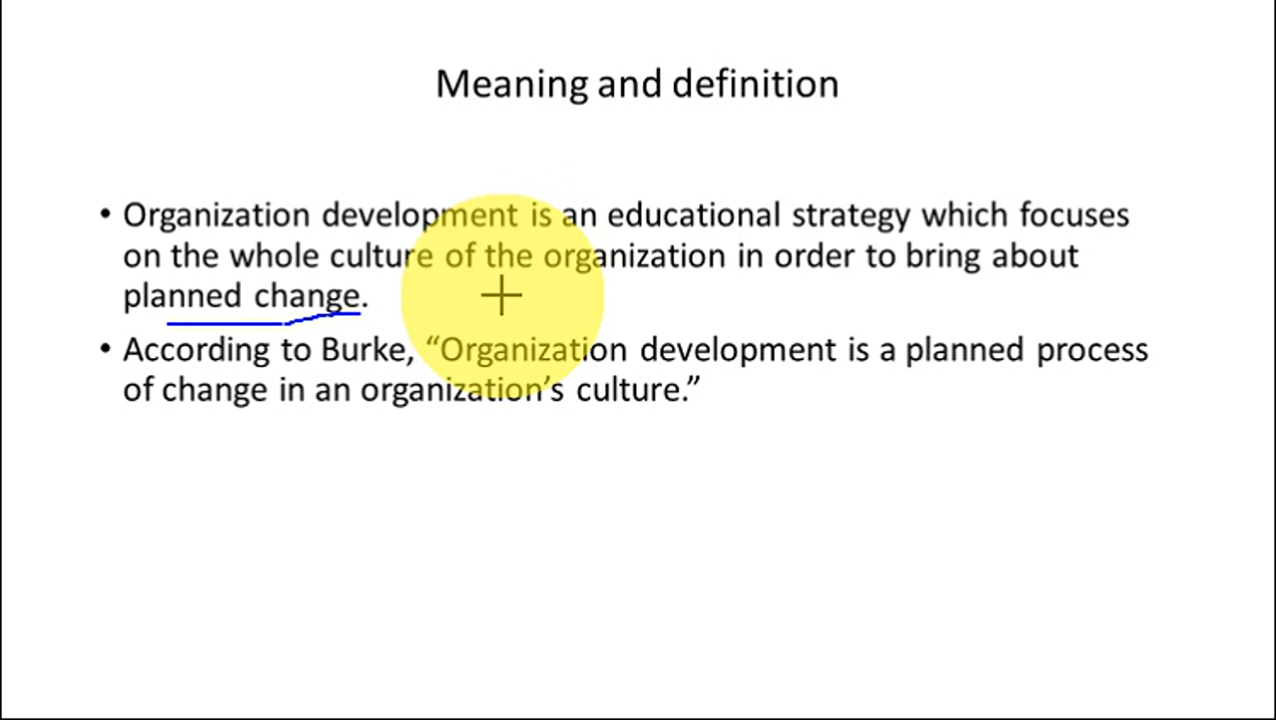 Meaning and definition
• Organization development is an educational strategy which focuses
on the whole culture of the organization in order to bring about
planned change.
• According to Burke, “Organization development is a planned process
of change in an organization’s culture.”